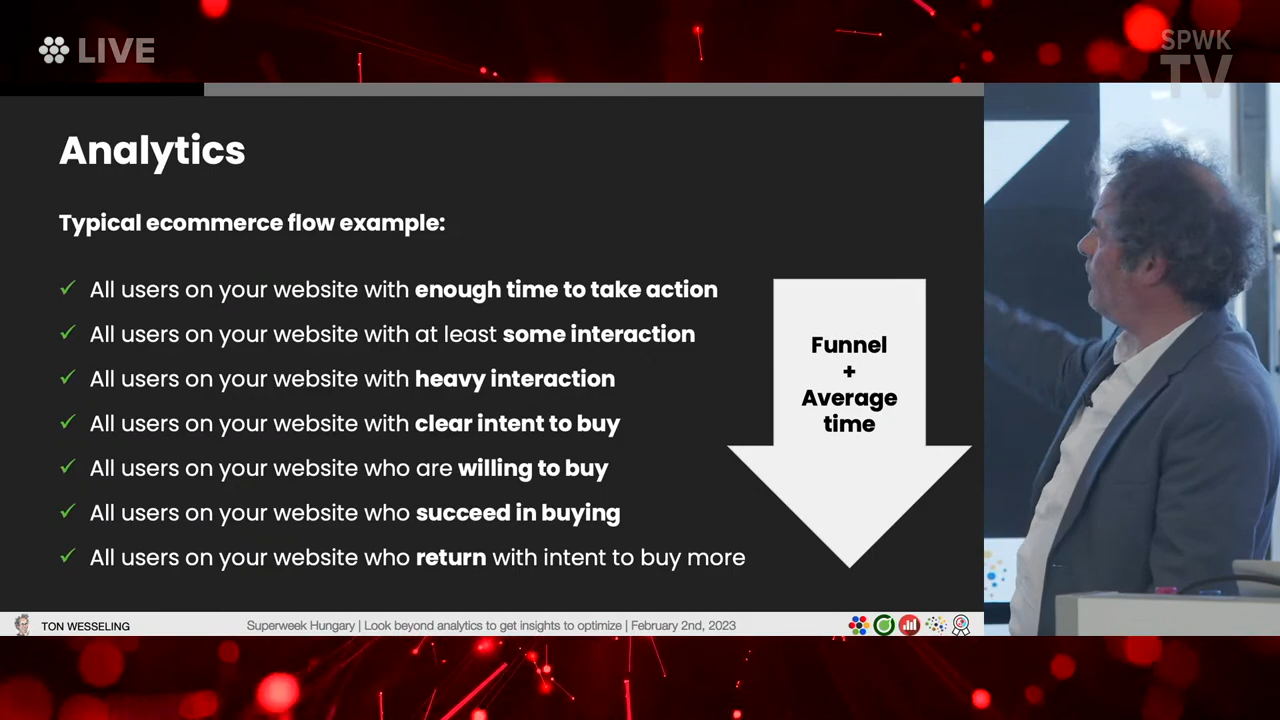 LIVE
SPWK
TV
Analytics
Typical ecommerce flow example:
✓ All users on your website with enough time to take action
✓ All users on your website with at least some interaction
✓ All users on your website with heavy interaction
✓ All users on your website with clear intent to buy
✓ All users on your website who are willing to buy
✓ All users on your website who succeed in buying
✓ All users on your website who return with intent to buy more
Funnel
+
Average
time
TON WESSELING
Superweek Hungary | Look beyond analytics to get insights to optimize | February 2nd, 2023